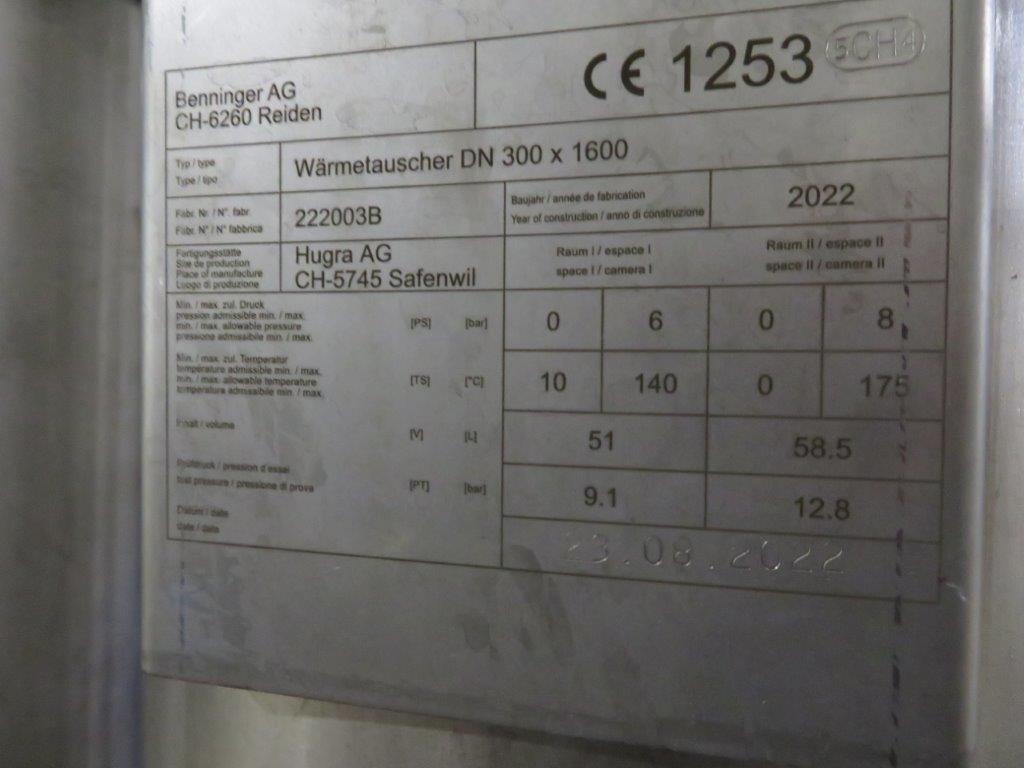 Benninger AG
CH-6260 Reiden
CE 1253 5CH4
Typ / type
Type / tipo
Wärmetauscher DN 300 x 1600
Fabr. Nr. / N°. fabr.
Fabr. N° / N° fabbrica
222003B
Baujahr / année de fabrication
Year of construction / anno di construzione
2022
Fertigungsstätte
Site de production
Place of manufacture
Luogo di produzione
Hugra AG
CH-5745 Safenwil
Raum I / espace I
space I / camera I
Raum II / espace II
space II / camera II
Min. / max. zul. Druck
pression admissible min. / max.
min. / max. allowable pressure
pressione admissibile min. / max.
[PS] [bar] 0 6 0 8
Min. / max. zul. Temperatur
température admissible min. / max.
min. / max. allowable temperature
temperatura admissabile min. / max.
[TS] [°C] 10 140 0 175
Inhalt / volume [V] [L] 51 58.5
Prüfdruck / pression d'essai
test pressure / pressione di prova
[PT] [bar] 9.1 12.8
Datum / date
date / data
23.08.2022